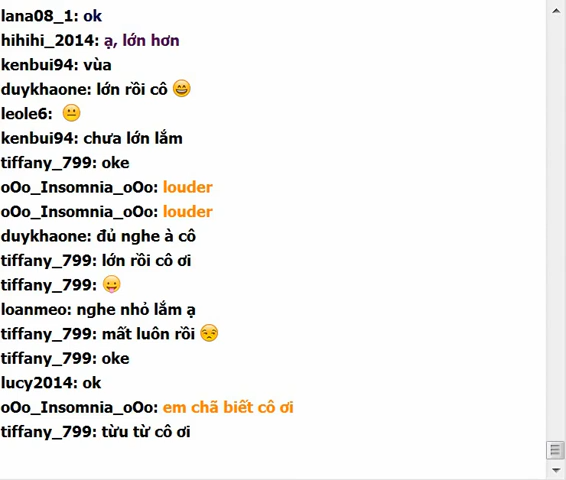 lana08_1: ok
hihihi_2014: ạ, lớn hơn
kenbui94: vùa
duykhaone: lớn rồi cô 😄
leole6: 😐
kenbui94: chưa lớn lắm
tiffany_799: oke
oOo_Insomnia_oOo: louder
oOo_Insomnia_oOo: louder
duykhaone: đủ nghe à cô
tiffany_799: lớn rồi cô ơi
tiffany_799: 😛
loanmeo: nghe nhỏ lắm ạ
tiffany_799: mất luôn rồi 😒
tiffany_799: oke
lucy2014: ok
oOo_Insomnia_oOo: em chã biết cô ơi
tiffany_799: từu từ cô ơi